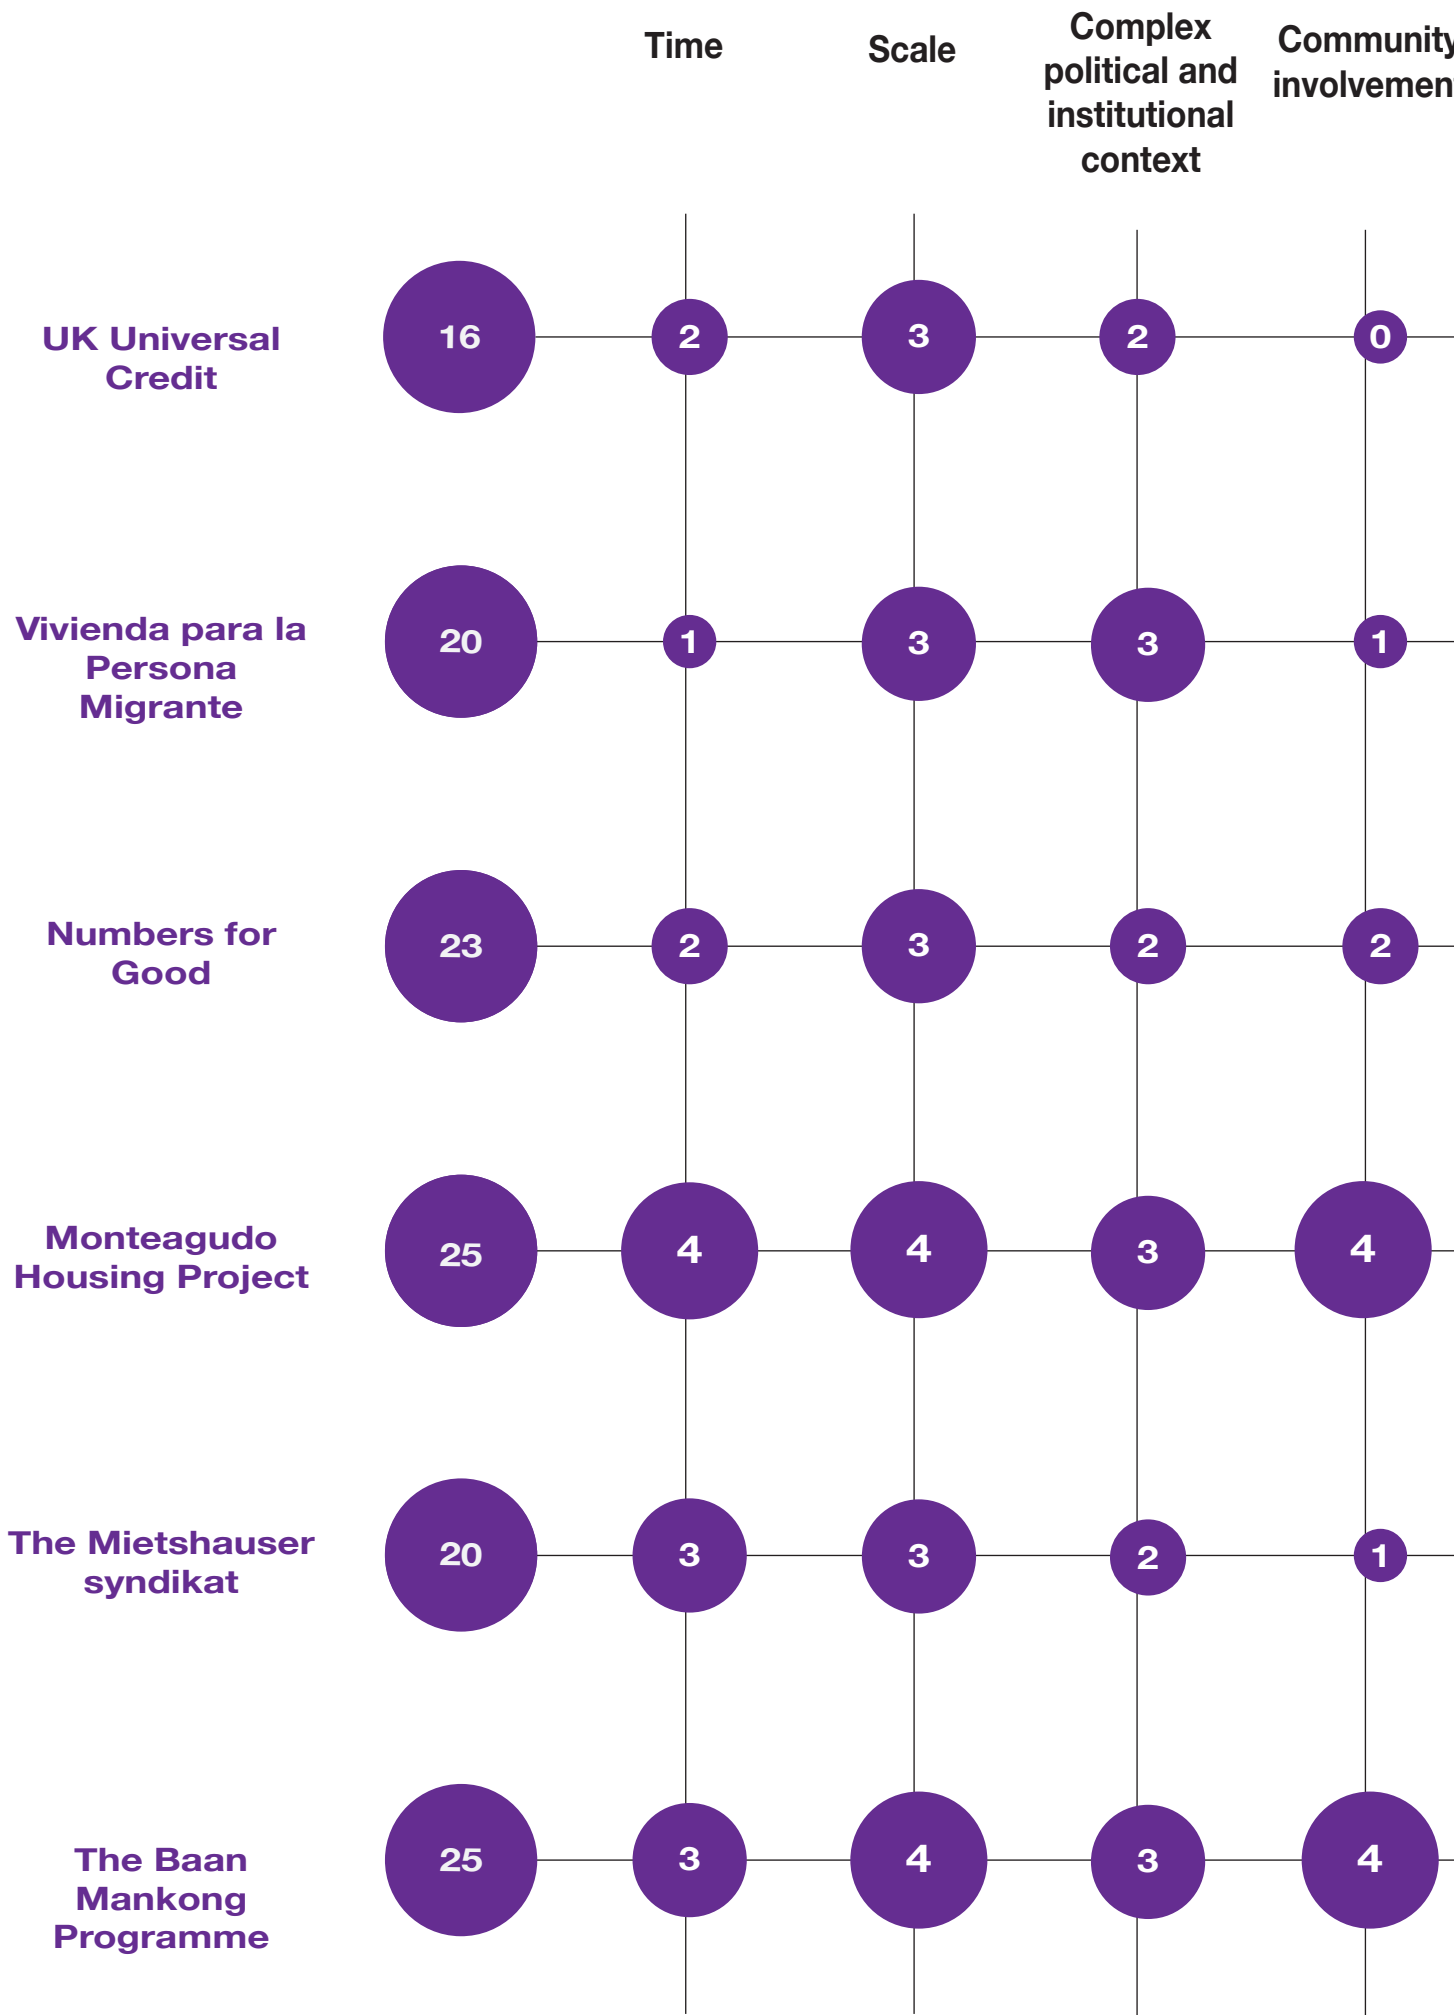 Time
Scale
Complex
political and
institutional
context
Community
involvement
UK Universal
Credit
16
2
3
2
0
Vivienda para la
Persona
Migrante
20
1
3
3
1
Numbers for
Good
23
2
3
2
2
Monteagudo
Housing Project
25
4
4
3
4
The Mietshauser
syndikat
20
3
3
2
1
The Baan
Mankong
Programme
25
3
4
3
4